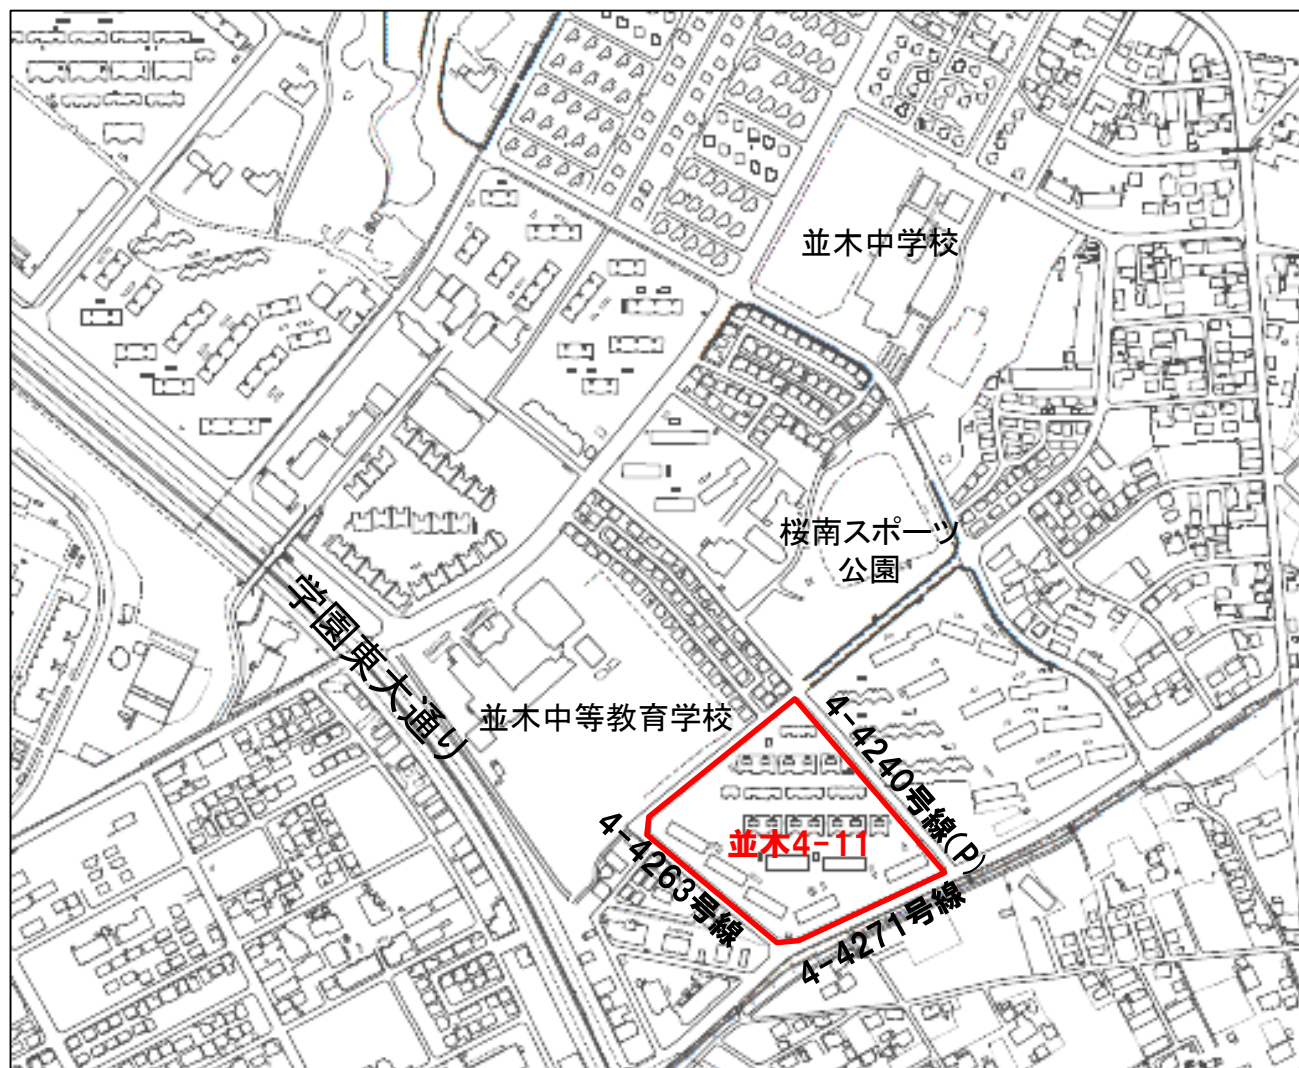 並木中学校
桜南スポーツ
公園
学園東大通り
並木中等教育学校
4-4240号線(P)
並木4-11
4-4263号線
4-4271号線